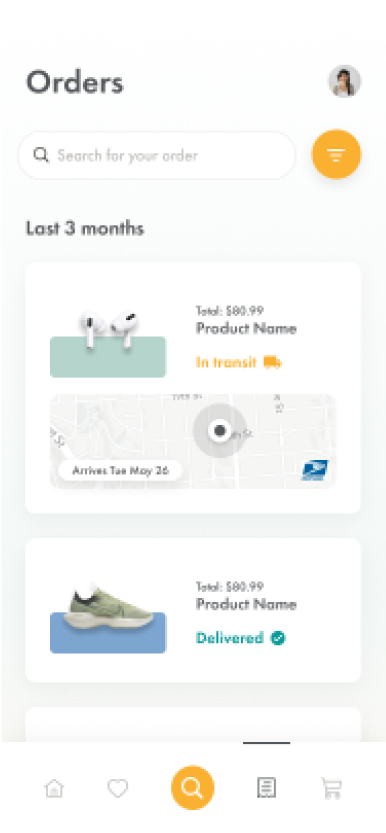 Orders
Search for your order
Last 3 months
Total: $80.99
Product Name
In transit
Arrives Tue May 26
Total: $80.99
Product Name
Delivered